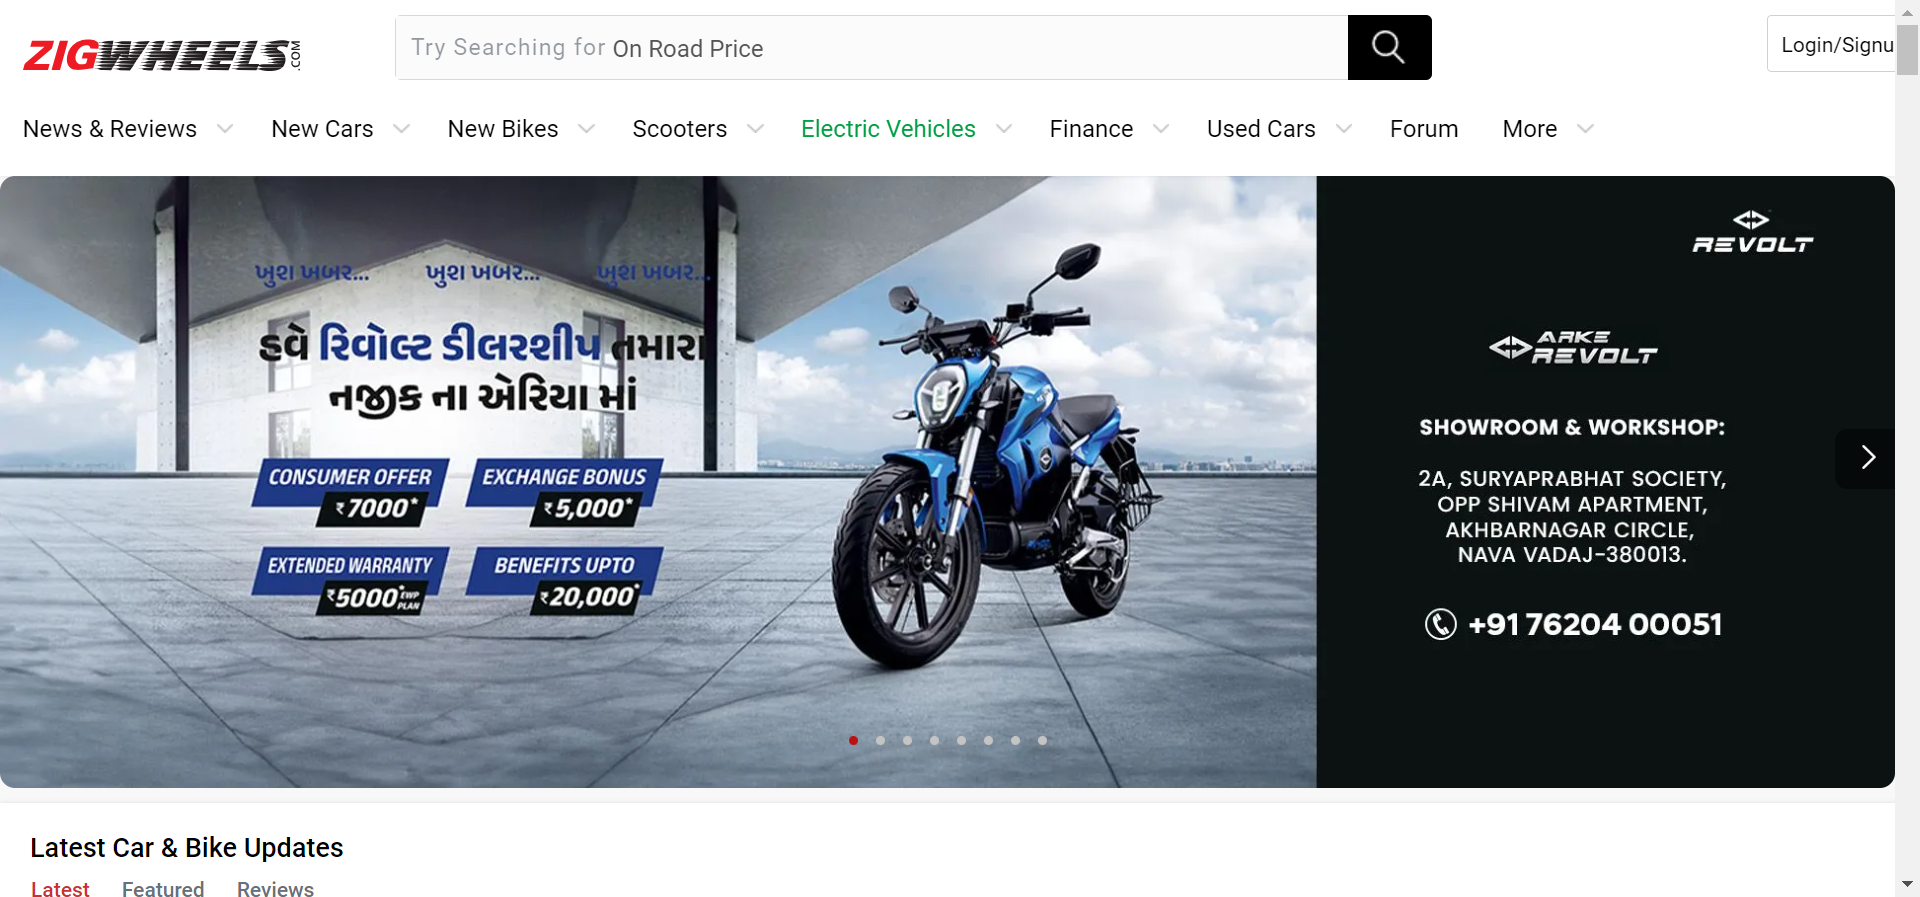 ZIGWHEELS.COM
Try Searching for On Road Price
Login/Signu
News & Reviews
New Cars
New Bikes
Scooters
Electric Vehicles
Finance
Used Cars
Forum
More
ખુશ ખબર... ખુશ ખબર... ખુશ ખબર...
હવે રિવોલ્ટ ડીલરશીપ તમારા
નજીક ના એરિયા માં
CONSUMER OFFER
₹7000*
EXCHANGE BONUS
₹5,000*
EXTENDED WARRANTY
₹5000* EWP PLAN
BENEFITS UPTO
₹20,000*
REVOLT
ARKE
REVOLT
SHOWROOM & WORKSHOP:
2A, SURYAPRABHAT SOCIETY,
OPP SHIVAM APARTMENT,
AKHBARNAGAR CIRCLE,
NAVA VADAJ-380013.
+91 76204 00051
Latest Car & Bike Updates
Latest
Featured
Reviews